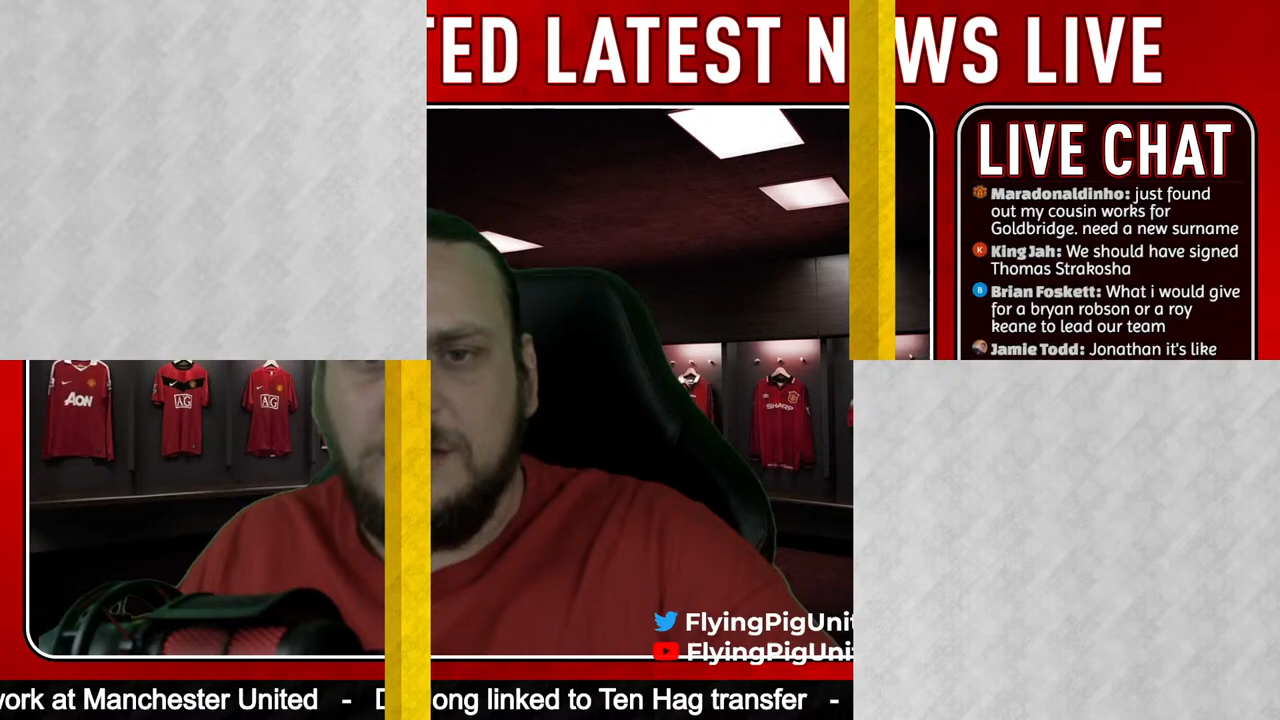 TED LATEST N WS LIVE
LIVE CHAT
Maradonaldinho: just found
out my cousin works for
Goldbridge. need a new surname
King Jah: We should have signed
Thomas Strakosha
Brian Foskett: What i would give
for a bryan robson or a roy
keane to lead our team
Jamie Todd: Jonathan it's like
AON
AG
AG
SHARP
FlyingPigUnit
FlyingPigUni
work at Manchester United - D ong linked to Ten Hag transfer -